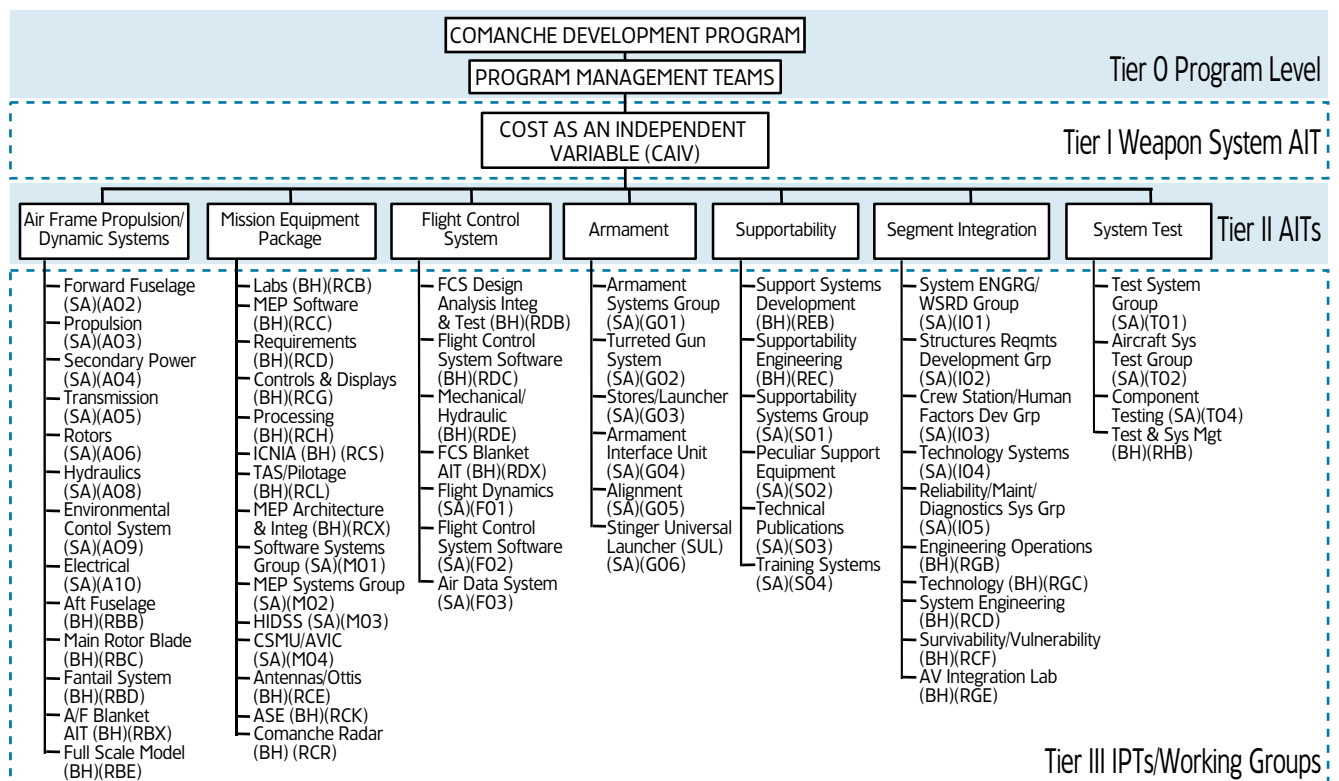 COMANCHE DEVELOPMENT PROGRAM
PROGRAM MANAGEMENT TEAMS
Tier 0 Program Level
COST AS AN INDEPENDENT
VARIABLE (CAIV)
Tier I Weapon System AIT
Air Frame Propulsion/
Dynamic Systems
Mission Equipment
Package
Flight Control
System
Armament
Supportability
Segment Integration
System Test
Tier II AITs
Forward Fuselage
(SA)(A02)
Propulsion
(SA)(A03)
Secondary Power
(SA)(A04)
Transmission
(SA)(A05)
Rotors
(SA)(A06)
Hydraulics
(SA)(A08)
Environmental
Contol System
(SA)(AO9)
Electrical
(SA)(A10)
Aft Fuselage
(BH)(RBB)
Main Rotor Blade
(BH)(RBC)
Fantail System
(BH)(RBD)
A/F Blanket
AIT (BH)(RBX)
Full Scale Model
(BH)(RBE)
Labs (BH)(RCB)
MEP Software
(BH)(RCC)
Requirements
(BH)(RCD)
Controls & Displays
(BH)(RCG)
Processing
(BH)(RCH)
ICNIA (BH) (RCS)
TAS/Pilotage
(BH)(RCL)
MEP Architecture
& Integ (BH)(RCX)
Software Systems
Group (SA)(M01)
MEP Systems Group
(SA)(M02)
HIDSS (SA)(M03)
CSMU/AVIC
(SA)(M04)
Antennas/Ottis
(BH)(RCE)
ASE (BH)(RCK)
Comanche Radar
(BH) (RCR)
FCS Design
Analysis Integ
& Test (BH)(RDB)
Flight Control
System Software
(BH)(RDC)
Mechanical/
Hydraulic
(BH)(RDE)
FCS Blanket
AIT (BH)(RDX)
Flight Dynamics
(SA)(F01)
Flight Control
System Software
(SA)(F02)
Air Data System
(SA)(F03)
Armament
Systems Group
(SA)(G01)
Turreted Gun
System
(SA)(G02)
Stores/Launcher
(SA)(G03)
Armament
Interface Unit
(SA)(G04)
Alignment
(SA)(G05)
Stinger Universal
Launcher (SUL)
(SA)(G06)
Support Systems
Development
(BH)(REB)
Supportability
Engineering
(BH)(REC)
Supportability
Systems Group
(SA)(S01)
Peculiar Support
Equipment
(SA)(S02)
Technical
Publications
(SA)(S03)
Training Systems
(SA)(S04)
System ENGRG/
WSRD Group
(SA)(I01)
Structures Reqmts
Development Grp
(SA)(I02)
Crew Station/Human
Factors Dev Grp
(SA)(I03)
Technology Systems
(SA)(I04)
Reliability/Maint/
Diagnostics Sys Grp
(SA)(I05)
Engineering Operations
(BH)(RGB)
Technology (BH)(RGC)
System Engineering
(BH)(RCD)
Survivability/Vulnerability
(BH)(RCF)
AV Integration Lab
(BH)(RGE)
Test System
Group
(SA)(T01)
Aircraft Sys
Test Group
(SA)(T02)
Component
Testing (SA)(T04)
Test & Sys Mgt
(BH)(RHB)
Tier III IPTs/Working Groups